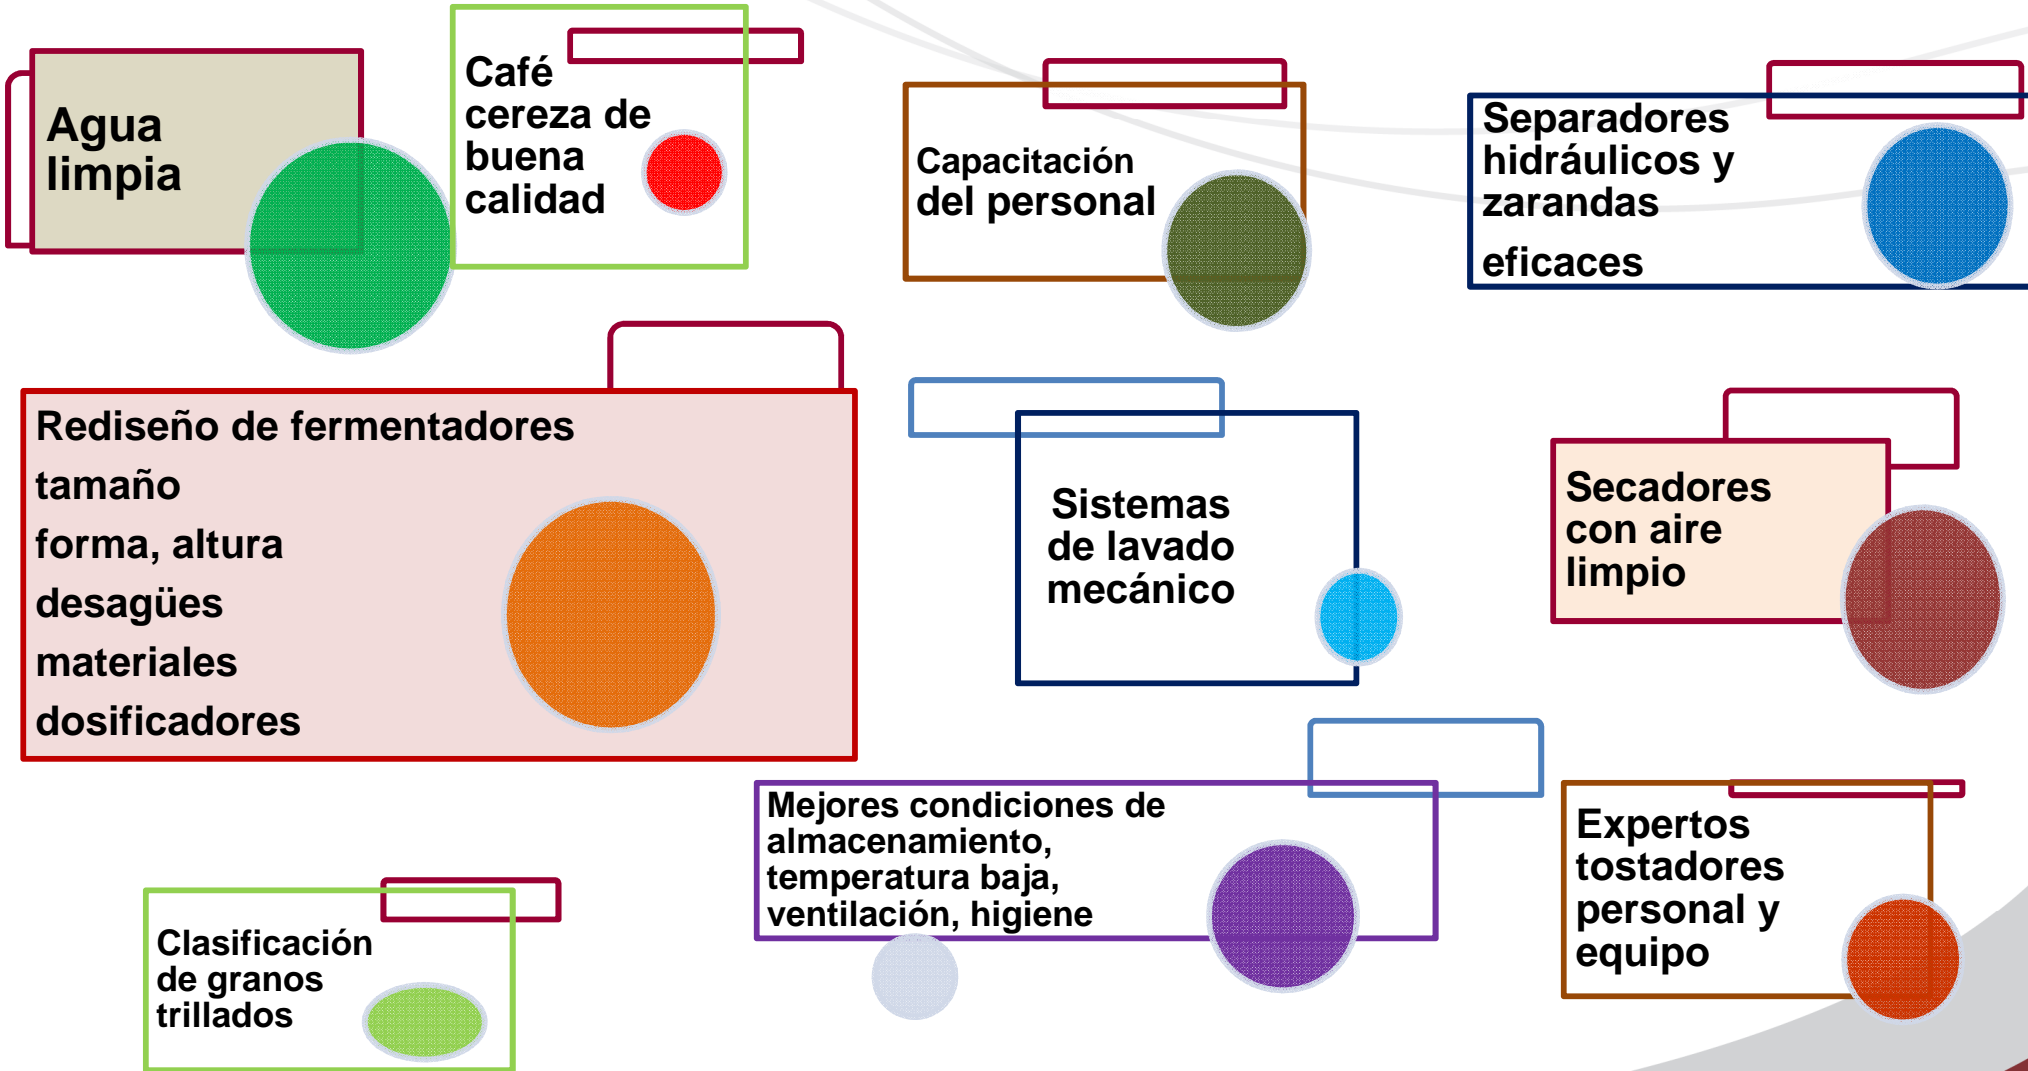 Agua
limpia
Café
cereza de
buena
calidad
Capacitación
del personal
Separadores
hidráulicos y
zarandas
eficaces
Rediseño de fermentadores
tamaño
forma, altura
desagües
materiales
dosificadores
Sistemas
de lavado
mecánico
Secadores
con aire
limpio
Clasificación
de granos
trillados
Mejores condiciones de
almacenamiento,
temperatura baja,
ventilación, higiene
Expertos
tostadores
personal y
equipo